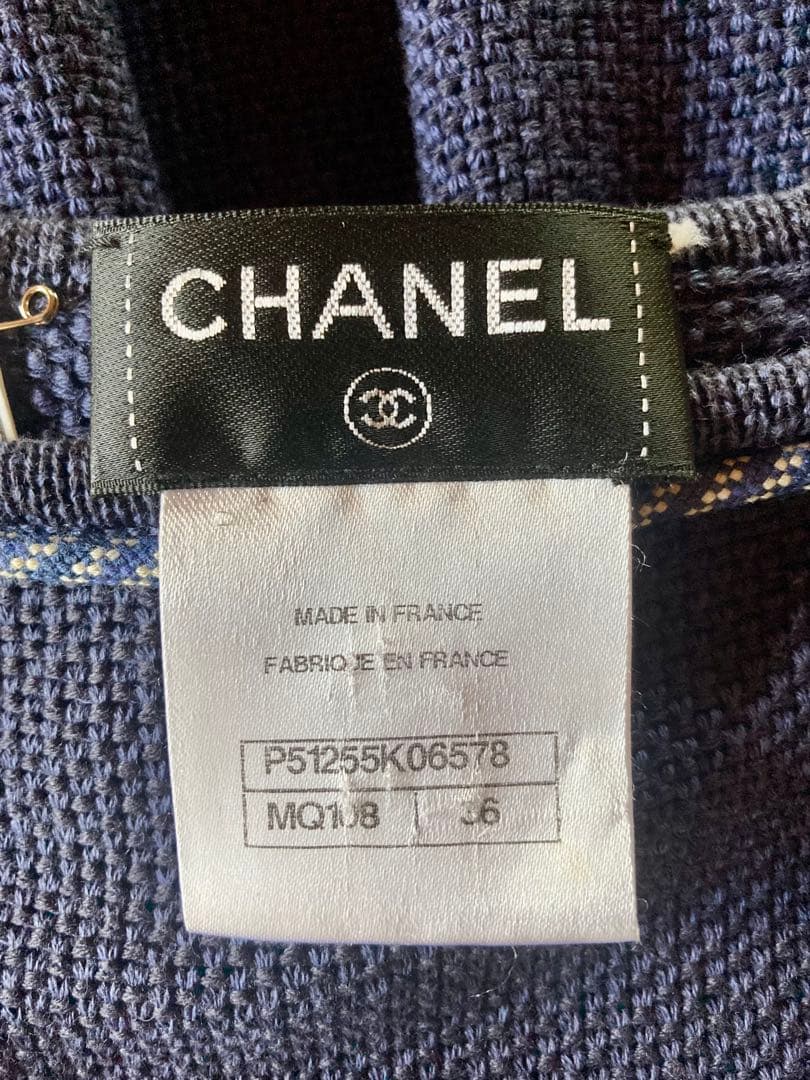 CHANEL
MADE IN FRANCE
FABRIQUE EN FRANCE
P51255K06578
MQ108 36